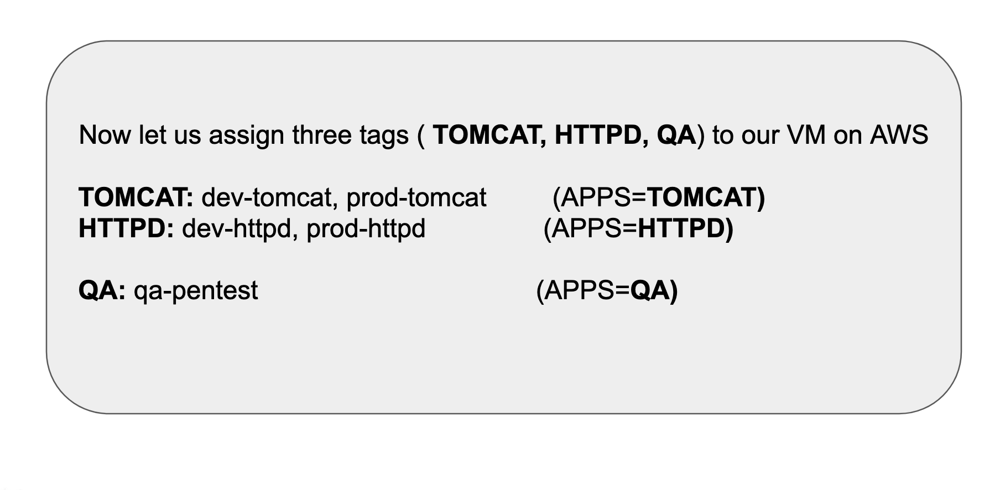 Now let us assign three tags ( TOMCAT, HTTPD, QA) to our VM on AWS
TOMCAT: dev-tomcat, prod-tomcat (APPS=TOMCAT)
HTTPD: dev-httpd, prod-httpd (APPS=HTTPD)
QA: qa-pentest (APPS=QA)